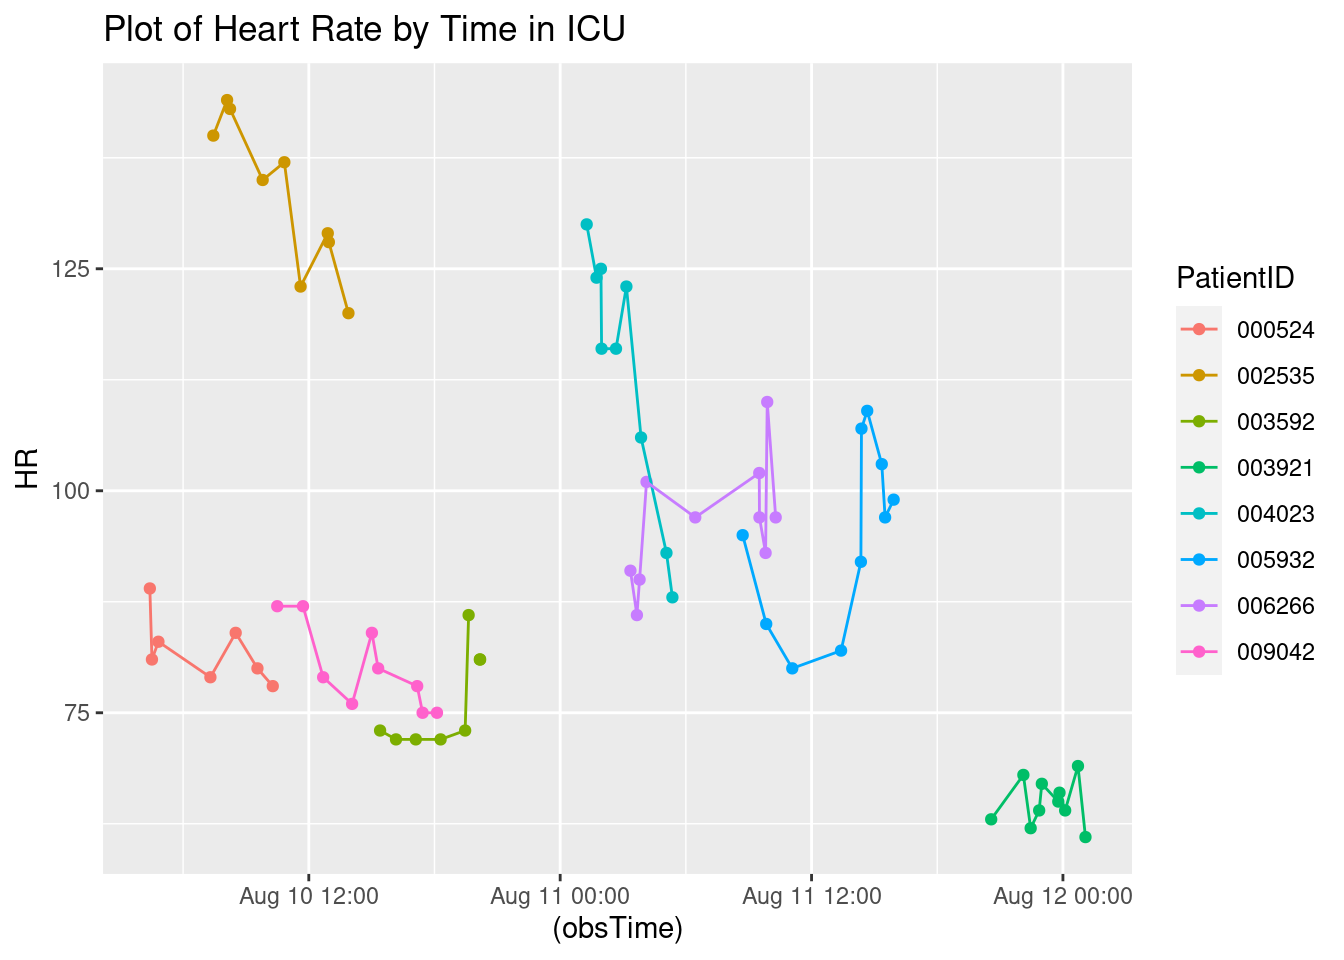 Plot of Heart Rate by Time in ICU
HR
125
100
75
Aug 10 12:00
Aug 11 00:00
Aug 11 12:00
Aug 12 00:00
(obsTime)
PatientID
000524
002535
003592
003921
004023
005932
006266
009042